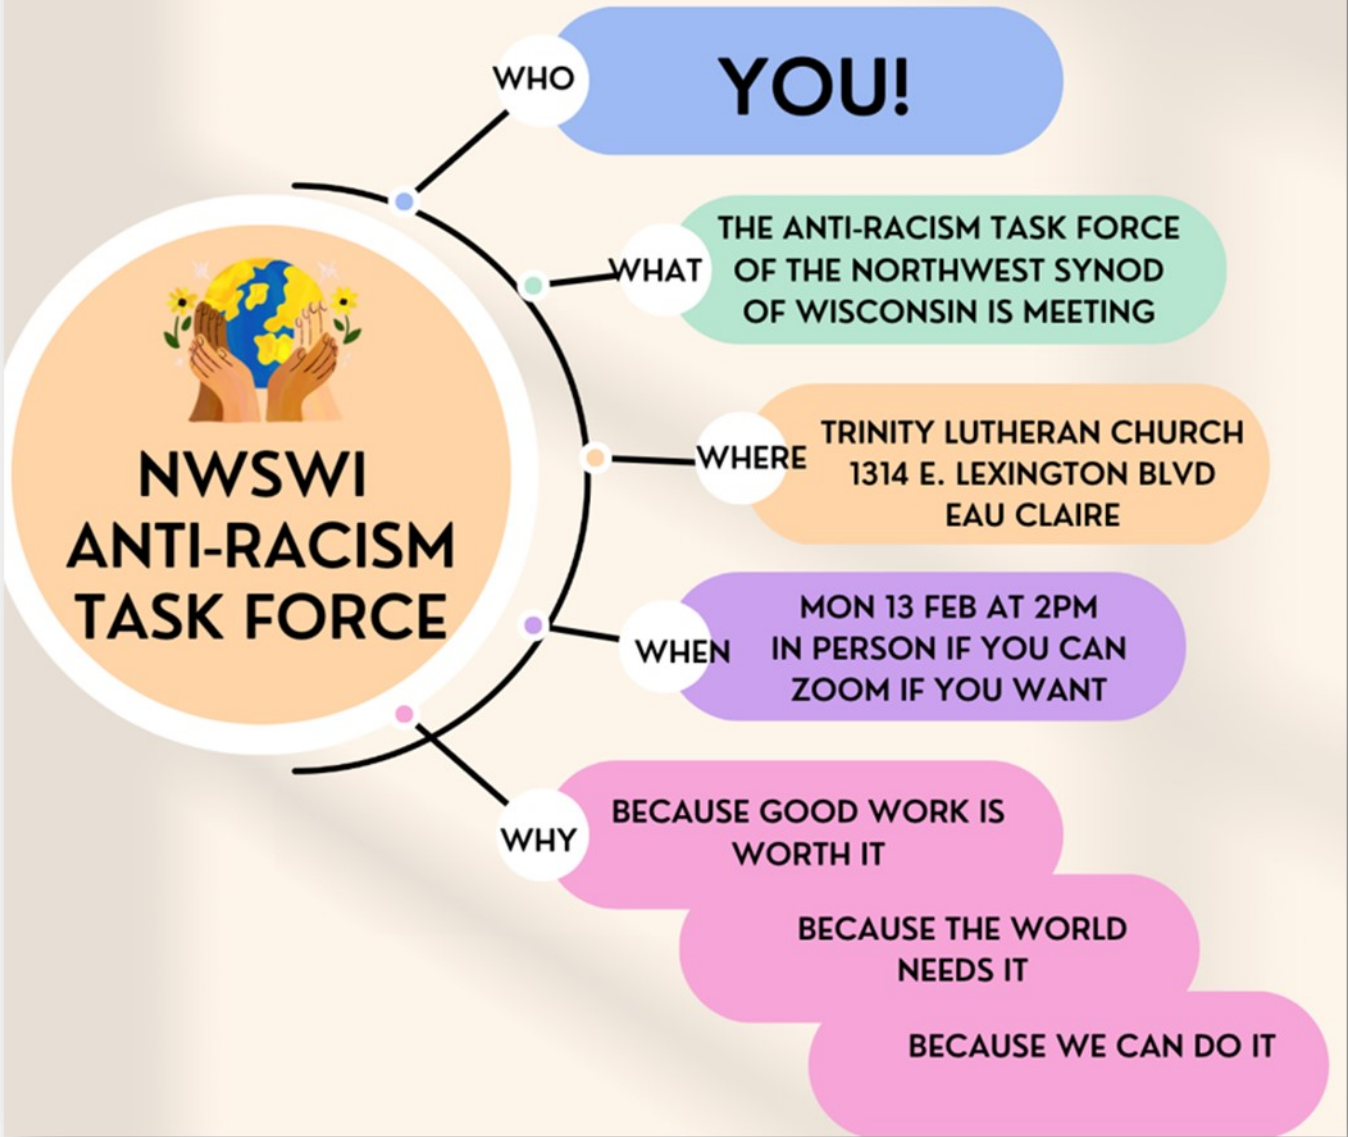 NWSWI
ANTI-RACISM
TASK FORCE
WHO
YOU!
WHAT
THE ANTI-RACISM TASK FORCE
OF THE NORTHWEST SYNOD
OF WISCONSIN IS MEETING
WHERE
TRINITY LUTHERAN CHURCH
1314 E. LEXINGTON BLVD
EAU CLAIRE
WHEN
MON 13 FEB AT 2PM
IN PERSON IF YOU CAN
ZOOM IF YOU WANT
WHY
BECAUSE GOOD WORK IS
WORTH IT
BECAUSE THE WORLD
NEEDS IT
BECAUSE WE CAN DO IT